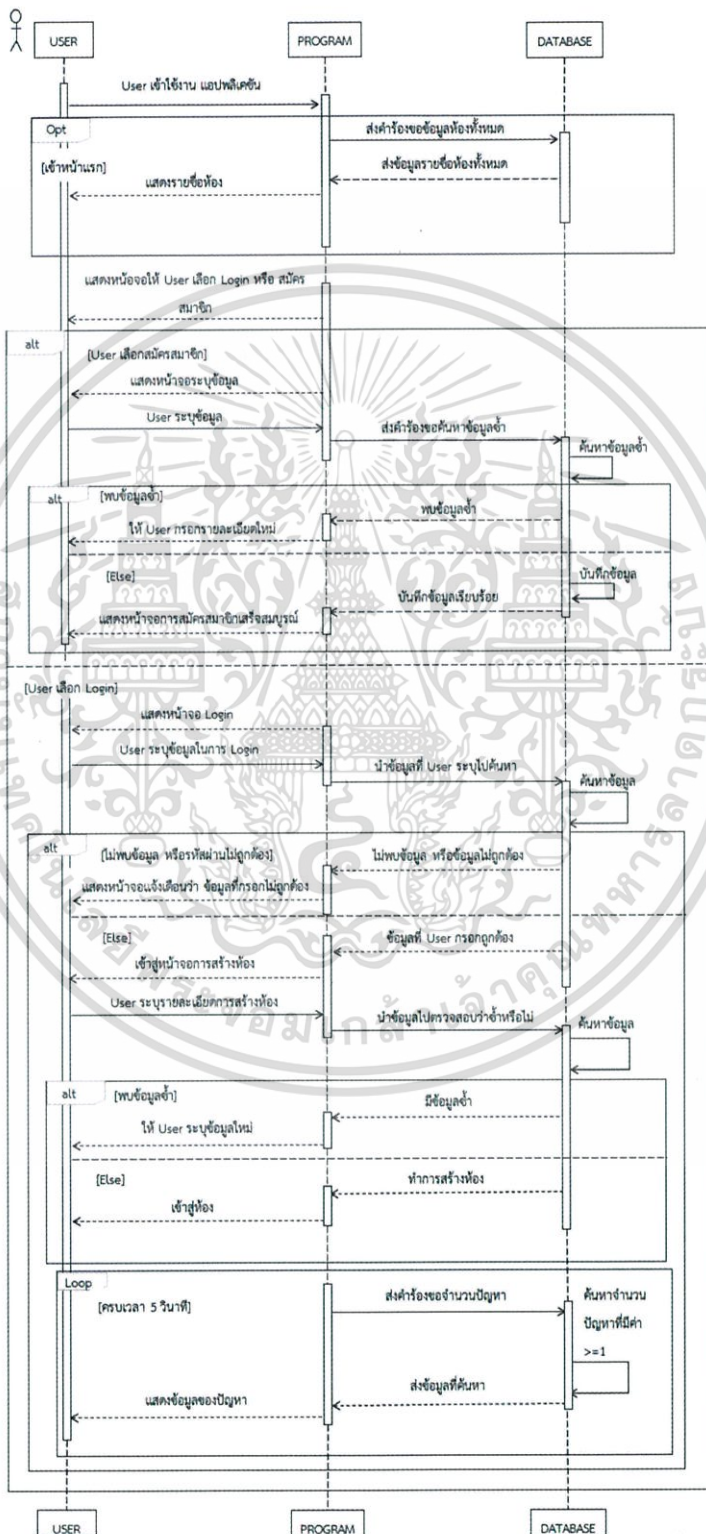 USER
PROGRAM
DATABASE
User เข้าใช้งาน แอปพลิเคชัน
Opt
ส่งคำร้องขอข้อมูลห้องทั้งหมด
[เข้าหน้าแรก]
ส่งข้อมูลรายชื่อห้องทั้งหมด
แสดงรายชื่อห้อง
แสดงหน้อจอให้ User เลือก Login หรือ สมัคร
สมาชิก
alt
[User เลือกสมัครสมาชิก]
แสดงหน้าจอระบุข้อมูล
User ระบุข้อมูล
ส่งคำร้องขอค้นหาข้อมูลซ้ำ
ค้นหาข้อมูลซ้ำ
alt
[พบข้อมูลซ้ำ]
พบข้อมูลซ้ำ
ให้ User กรอกรายละเอียดใหม่
[Else]
บันทึกข้อมูล
บันทึกข้อมูลเรียบร้อย
แสดงหน้าจอการสมัครสมาชิกเสร็จสมบูรณ์
[User เลือก Login]
แสดงหน้าจอ Login
User ระบุข้อมูลในการ Login
นำข้อมูลที่ User ระบุไปค้นหา
ค้นหาข้อมูล
alt
[ไม่พบข้อมูล หรือรหัสผ่านไม่ถูกต้อง]
ไม่พบข้อมูล หรือข้อมูลไม่ถูกต้อง
แสดงหน้าจอแจ้งเตือนว่า ข้อมูลที่กรอกไม่ถูกต้อง
[Else]
ข้อมูลที่ User กรอกถูกต้อง
เข้าสู่หน้าจอการสร้างห้อง
User ระบุรายละเอียดการสร้างห้อง
นำข้อมูลไปตรวจสอบว่าซ้ำหรือไม่
ค้นหาข้อมูล
alt
[พบข้อมูลซ้ำ]
มีข้อมูลซ้ำ
ให้ User ระบุข้อมูลใหม่
[Else]
ทำการสร้างห้อง
เข้าสู่ห้อง
Loop
[ครบเวลา 5 วินาที]
ส่งคำร้องขอจำนวนปัญหา
ค้นหาจำนวน
ปัญหาที่มีค่า
>=1
ส่งข้อมูลที่ค้นหา
แสดงข้อมูลของปัญหา
USER
PROGRAM
DATABASE